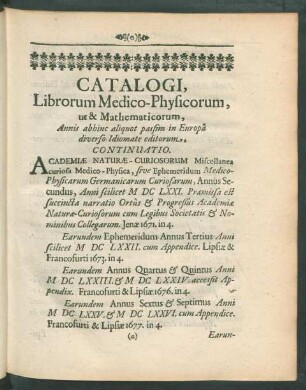 (o)
CATALOGI,
Librorum Medico-Physicorum,
ut & Mathematicorum,
Annis abhinc aliquot passim in Europâ
diverso Idiomate editorum,
CONTINUATIO.
ACADEMIÆ NATURÆ-CURIOSORUM Miscellanea
curiosa Medico-Physica, sive Ephemeridum Medico-
Physicarum Germanicarum Curiosarum, Annus Se-
cundus, Anni scilicet M DC LXXI. Præmissa est
succincta narratio Ortûs & Progressus Academiæ
Naturæ-Curiosorum cum Legibus Societatis & No-
minibus Collegarum. Jenæ 1671. in 4.
Earundem Ephemeridum Annus Tertius Anni
scilicet M DC LXXII. cum Appendice. Lipsiæ &
Francofurti 1673. in 4.
Earundem Annus Quartus & Quintus Anni
M DC LXXIII. & M DC LXXIV. accessit Ap-
pendix. Francofurti & Lipsiæ 1676. in 4.
Earundem Annus Sextus & Septimus Anni
M DC LXXV. & M DC LXXVI. cum Appendice.
Francofurti & Lipsiæ 1677. in 4.
(a) Earun-